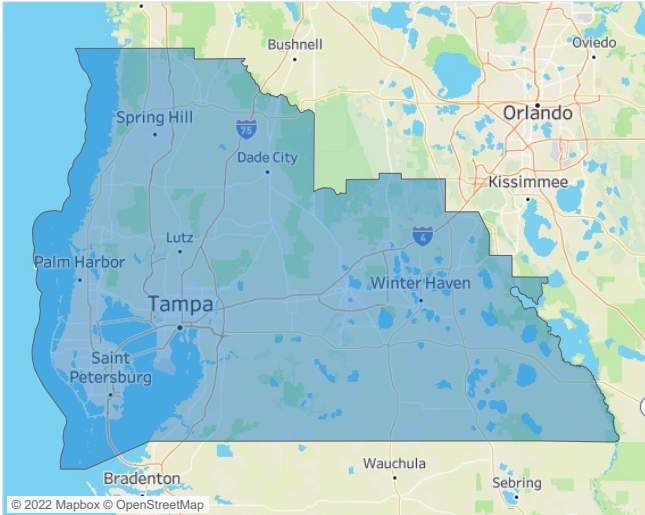 Bushnell
Oviedo
Spring Hill
Orlando
75
Dade City
Kissimmee
Lutz
4
Palm Harbor
Winter Haven
Tampa
Saint
Petersburg
Wauchula
Bradenton
Sebring
© 2022 Mapbox © OpenStreetMap